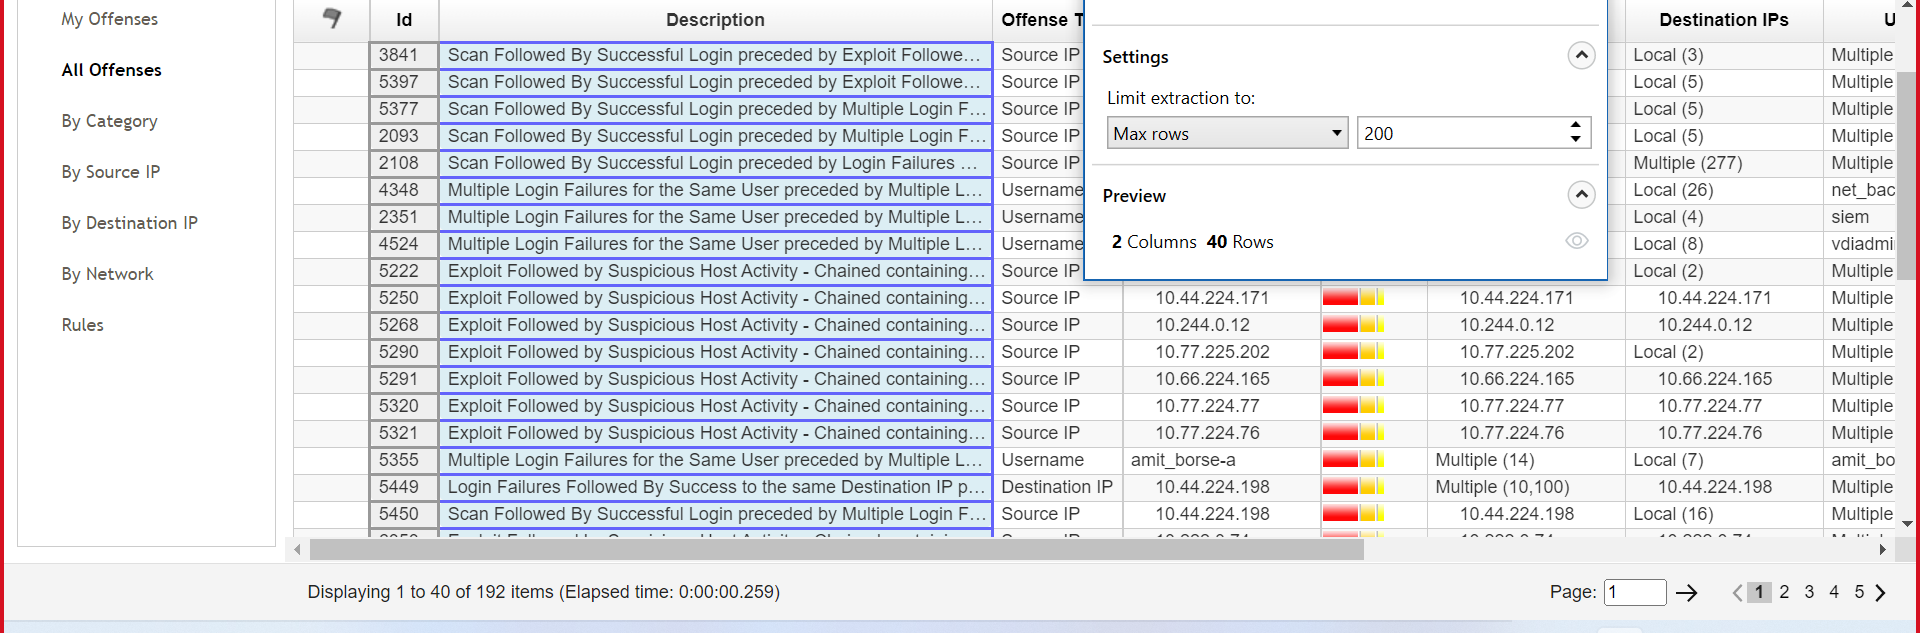 My Offenses
All Offenses
By Category
By Source IP
By Destination IP
By Network
Rules
Id Description Offense T Destination IPs U
3841 Scan Followed By Successful Login preceded by Exploit Followe... Source IP Local (3) Multiple
5397 Scan Followed By Successful Login preceded by Exploit Followe... Source IP Local (5) Multiple
5377 Scan Followed By Successful Login preceded by Multiple Login F... Source IP Local (5) Multiple
2093 Scan Followed By Successful Login preceded by Multiple Login F... Source IP Local (5) Multiple
2108 Scan Followed By Successful Login preceded by Login Failures ... Source IP Multiple (277) Multiple
4348 Multiple Login Failures for the Same User preceded by Multiple L... Username Local (26) net_bac
2351 Multiple Login Failures for the Same User preceded by Multiple L... Username Local (4) siem
4524 Multiple Login Failures for the Same User preceded by Multiple L... Username Local (8) vdiadmi
5222 Exploit Followed by Suspicious Host Activity - Chained containing... Source IP Local (2) Multiple
5250 Exploit Followed by Suspicious Host Activity - Chained containing... Source IP 10.44.224.171 10.44.224.171 10.44.224.171 Multiple
5268 Exploit Followed by Suspicious Host Activity - Chained containing... Source IP 10.244.0.12 10.244.0.12 10.244.0.12 Multiple
5290 Exploit Followed by Suspicious Host Activity - Chained containing... Source IP 10.77.225.202 10.77.225.202 Local (2) Multiple
5291 Exploit Followed by Suspicious Host Activity - Chained containing... Source IP 10.66.224.165 10.66.224.165 10.66.224.165 Multiple
5320 Exploit Followed by Suspicious Host Activity - Chained containing... Source IP 10.77.224.77 10.77.224.77 10.77.224.77 Multiple
5321 Exploit Followed by Suspicious Host Activity - Chained containing... Source IP 10.77.224.76 10.77.224.76 10.77.224.76 Multiple
5355 Multiple Login Failures for the Same User preceded by Multiple L... Username amit_borse-a Multiple (14) Local (7) amit_bo
5449 Login Failures Followed By Success to the same Destination IP p... Destination IP 10.44.224.198 Multiple (10,100) 10.44.224.198 Multiple
5450 Scan Followed By Successful Login preceded by Multiple Login F... Source IP 10.44.224.198 10.44.224.198 Local (16) Multiple
Settings
Limit extraction to:
Max rows 200
Preview
2 Columns 40 Rows
Displaying 1 to 40 of 192 items (Elapsed time: 0:00:00.259)
Page: 1 1 2 3 4 5